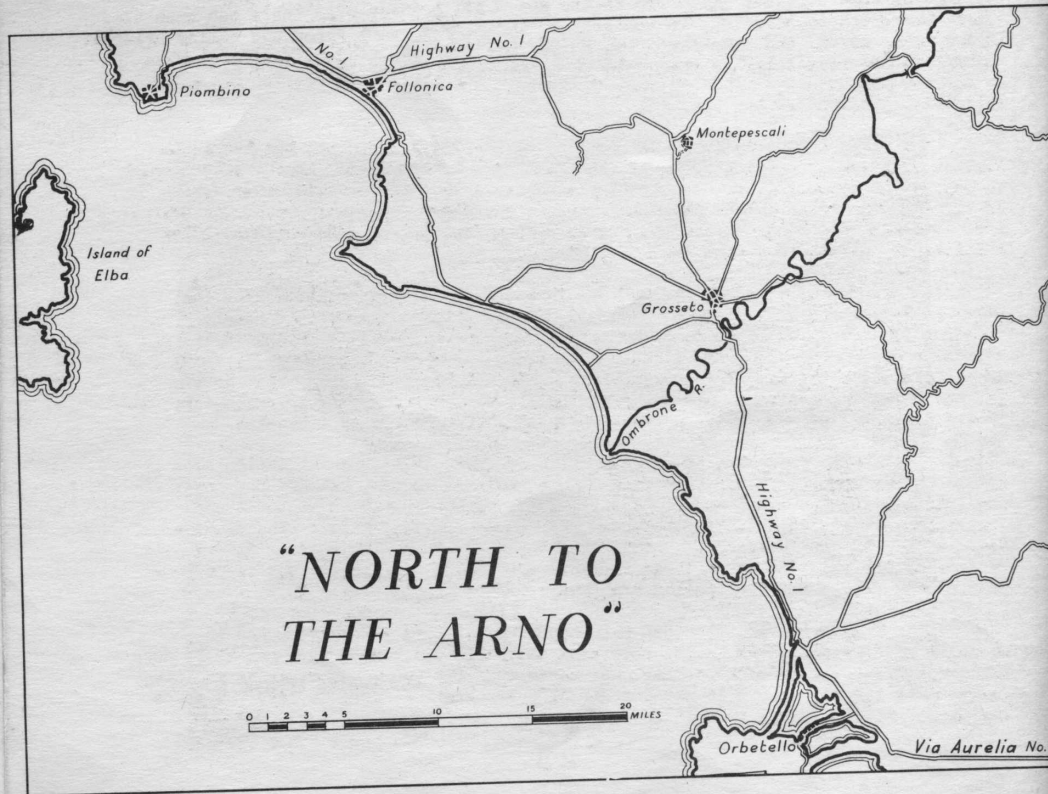 No. 1
Highway No. 1
Piombino
Follonica
Montepescali
Island of
Elba
Grosseto
Ombrone R.
Highway No. 1
"NORTH TO
THE ARNO"
0 1 2 3 4 5 10 15 20 MILES
Orbetello
Via Aurelia No.